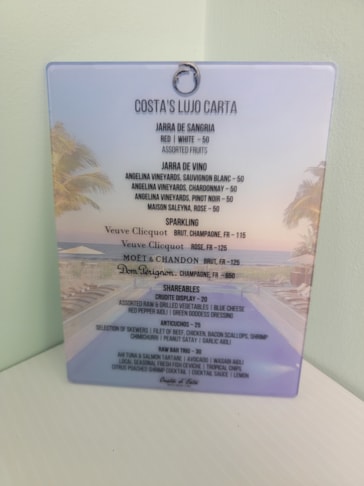 COSTA'S LUJO CARTA
JARRA DE SANGRIA
RED | WHITE - 50
ASSORTED FRUITS
JARRA DE VINO
ANGELINA VINEYARDS, SAUVIGNON BLANC - 50
ANGELINA VINEYARDS, CHARDONNAY - 50
ANGELINA VINEYARDS, PINOT NOIR - 50
MAISON SALEYNA, ROSE - 50
SPARKLING
Veuve Clicquot BRUT, CHAMPAGNE, FR - 115
Veuve Clicquot ROSE, FR -125
MOËT & CHANDON BRUT, FR -125
Dom Pérignon CHAMPAGNE, FR -
SHAREABLES
CRUDITE DISPLAY - 20
ASSORTED RAW & GRILLED VEGETABLES | BLUE CHEESE
RED PEPPER AIOLI | GREEN GODDESS DRESSING
ANTICUCHOS - 25
SELECTION OF SKEWERS | FILET OF BEEF, CHICKEN, BACON SCALLOPS, SHRIMP
CHIMICHURRI | PEANUT SATAY | GARLIC AIOLI
RAW BAR TRIO - 30
AHI TUNA & SALMON TARTARE | AVOCADO | WASABI AIOLI
LOCAL SEASONAL FRESH FISH CEVICHE | TROPICAL CHIPS
CITRUS POACHED SHRIMP COCKTAIL | COCKTAIL SAUCE | LEMON